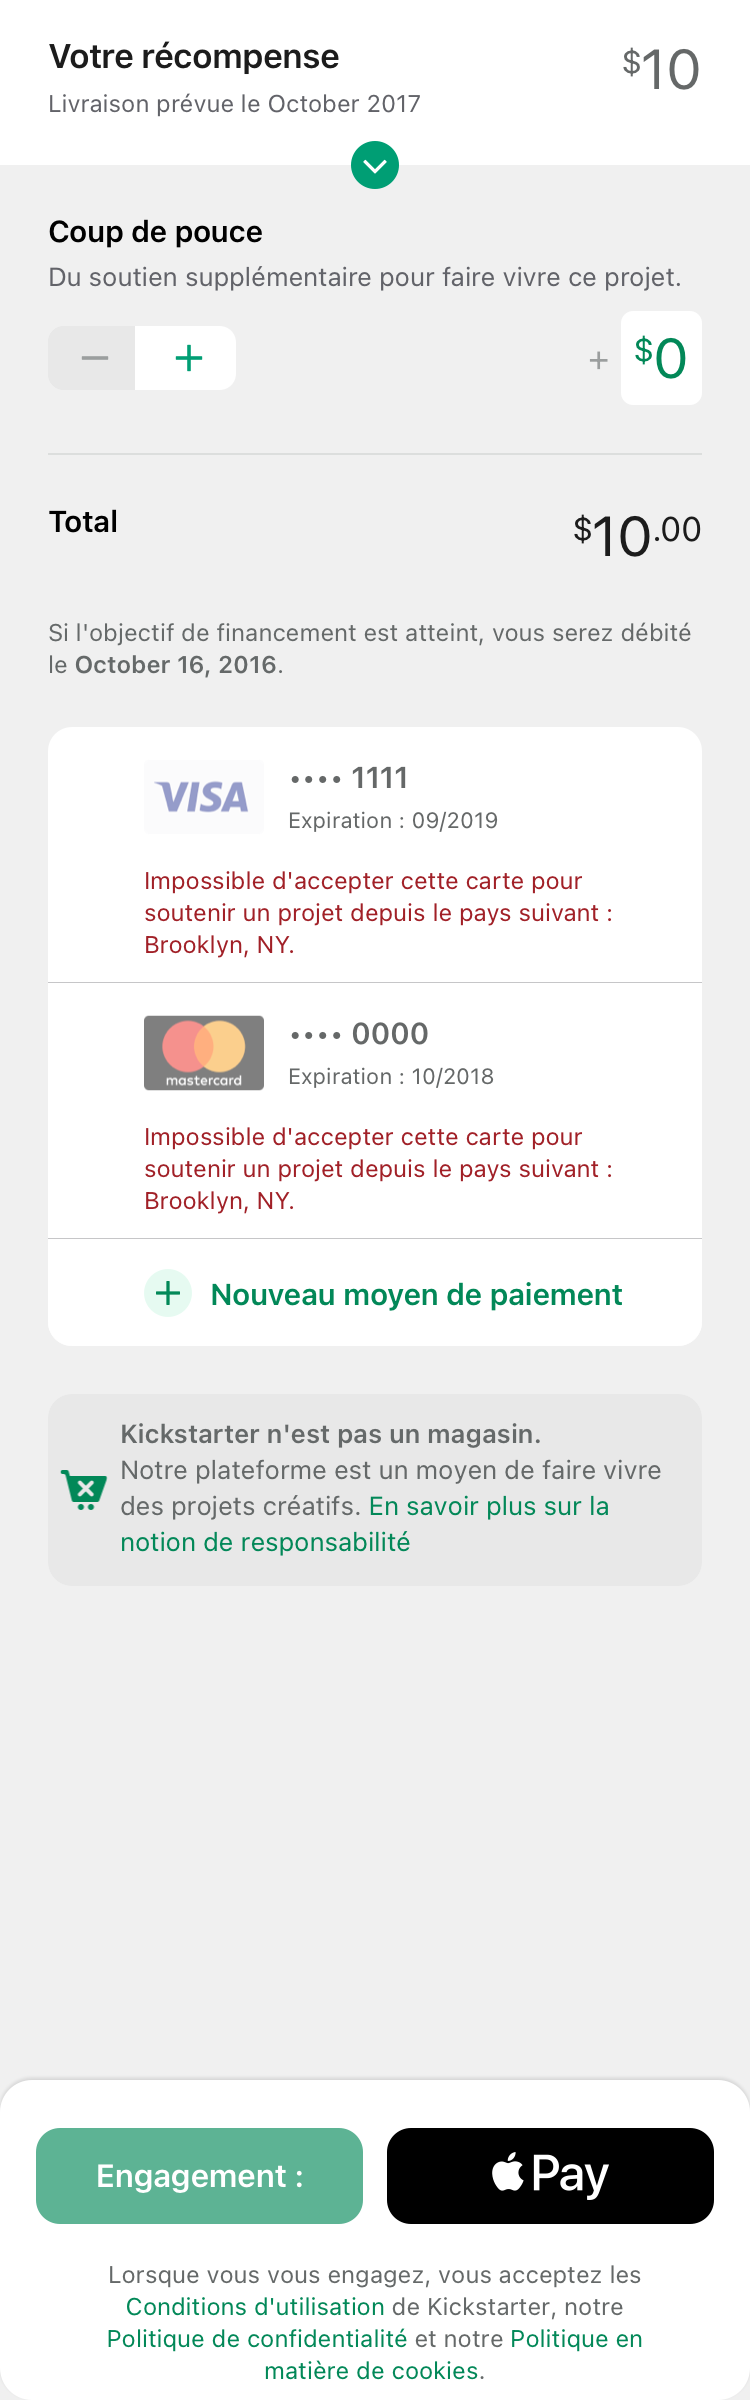 Votre récompense
$10
Livraison prévue le October 2017
Coup de pouce
Du soutien supplémentaire pour faire vivre ce projet.
− +
+ $0
Total
$10.00
Si l'objectif de financement est atteint, vous serez débité
le October 16, 2016.
VISA
•••• 1111
Expiration : 09/2019
Impossible d'accepter cette carte pour
soutenir un projet depuis le pays suivant :
Brooklyn, NY.
mastercard
•••• 0000
Expiration : 10/2018
Impossible d'accepter cette carte pour
soutenir un projet depuis le pays suivant :
Brooklyn, NY.
+ Nouveau moyen de paiement
Kickstarter n'est pas un magasin.
Notre plateforme est un moyen de faire vivre
des projets créatifs. En savoir plus sur la
notion de responsabilité
Engagement :
Pay
Lorsque vous vous engagez, vous acceptez les
Conditions d'utilisation de Kickstarter, notre
Politique de confidentialité et notre Politique en
matière de cookies.